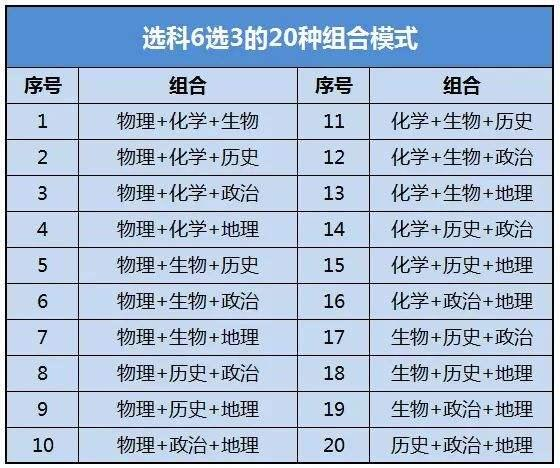 选科6选3的20种组合模式
序号 组合 序号 组合
1 物理+化学+生物 11 化学+生物+历史
2 物理+化学+历史 12 化学+生物+政治
3 物理+化学+政治 13 化学+生物+地理
4 物理+化学+地理 14 化学+历史+政治
5 物理+生物+历史 15 化学+历史+地理
6 物理+生物+政治 16 化学+政治+地理
7 物理+生物+地理 17 生物+历史+政治
8 物理+历史+政治 18 生物+历史+地理
9 物理+历史+地理 19 生物+政治+地理
10 物理+政治+地理 20 历史+政治+地理